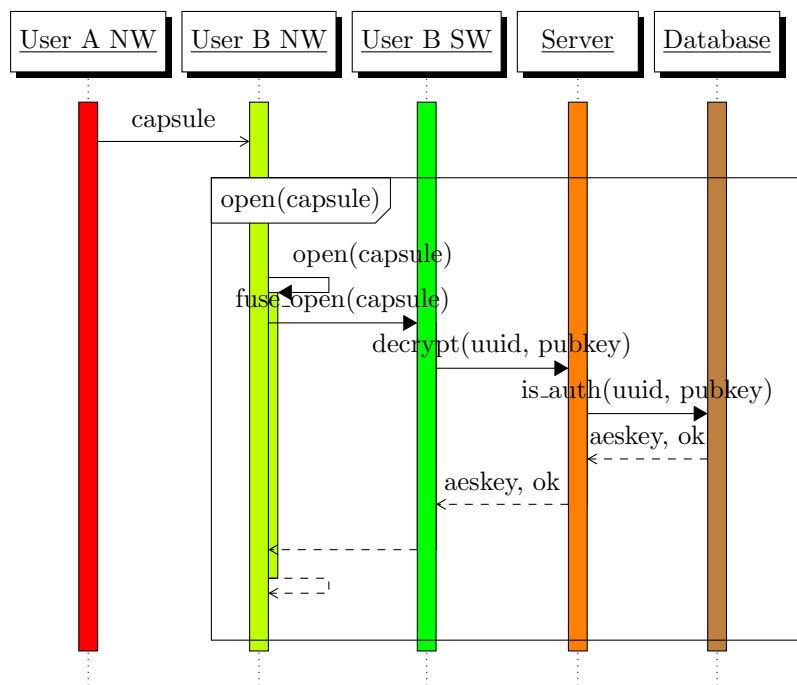 User A NW
User B NW
User B SW
Server
Database
capsule
open(capsule)
open(capsule)
fuse_open(capsule)
decrypt(uuid, pubkey)
is_auth(uuid, pubkey)
aeskey, ok
aeskey, ok